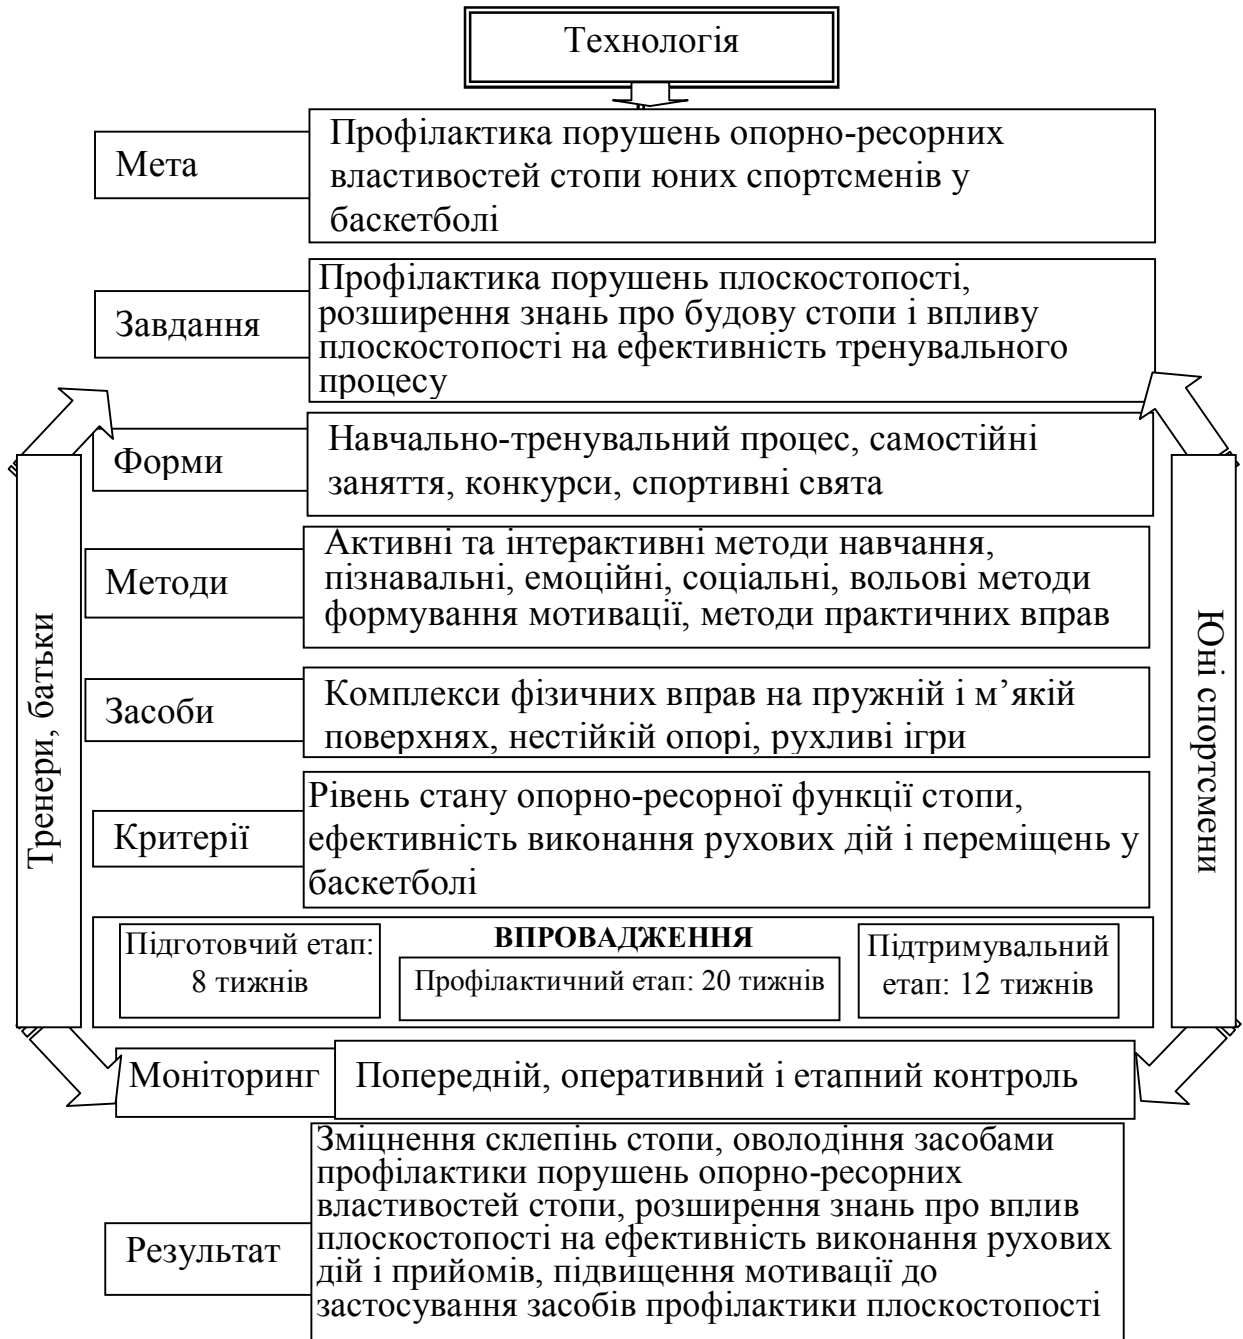 Технологія
Мета
Профілактика порушень опорно-ресорних
властивостей стопи юних спортсменів у
баскетболі
Завдання
Профілактика порушень плоскостопості,
розширення знань про будову стопи і впливу
плоскостопості на ефективність тренувального
процесу
Форми
Навчально-тренувальний процес, самостійні
заняття, конкурси, спортивні свята
Методи
Активні та інтерактивні методи навчання,
пізнавальні, емоційні, соціальні, вольові методи
формування мотивації, методи практичних вправ
Засоби
Комплекси фізичних вправ на пружній і м’якій
поверхнях, нестійкій опорі, рухливі ігри
Критерії
Рівень стану опорно-ресорної функції стопи,
ефективність виконання рухових дій і переміщень у
баскетболі
Тренери, батьки
Юні спортсмени
ВПРОВАДЖЕННЯ
Підготовчий етап:
8 тижнів
Профілактичний етап: 20 тижнів
Підтримувальний
етап: 12 тижнів
Моніторинг
Попередній, оперативний і етапний контроль
Результат
Зміцнення склепінь стопи, оволодіння засобами
профілактики порушень опорно-ресорних
властивостей стопи, розширення знань про вплив
плоскостопості на ефективність виконання рухових
дій і прийомів, підвищення мотивації до
застосування засобів профілактики плоскостопості